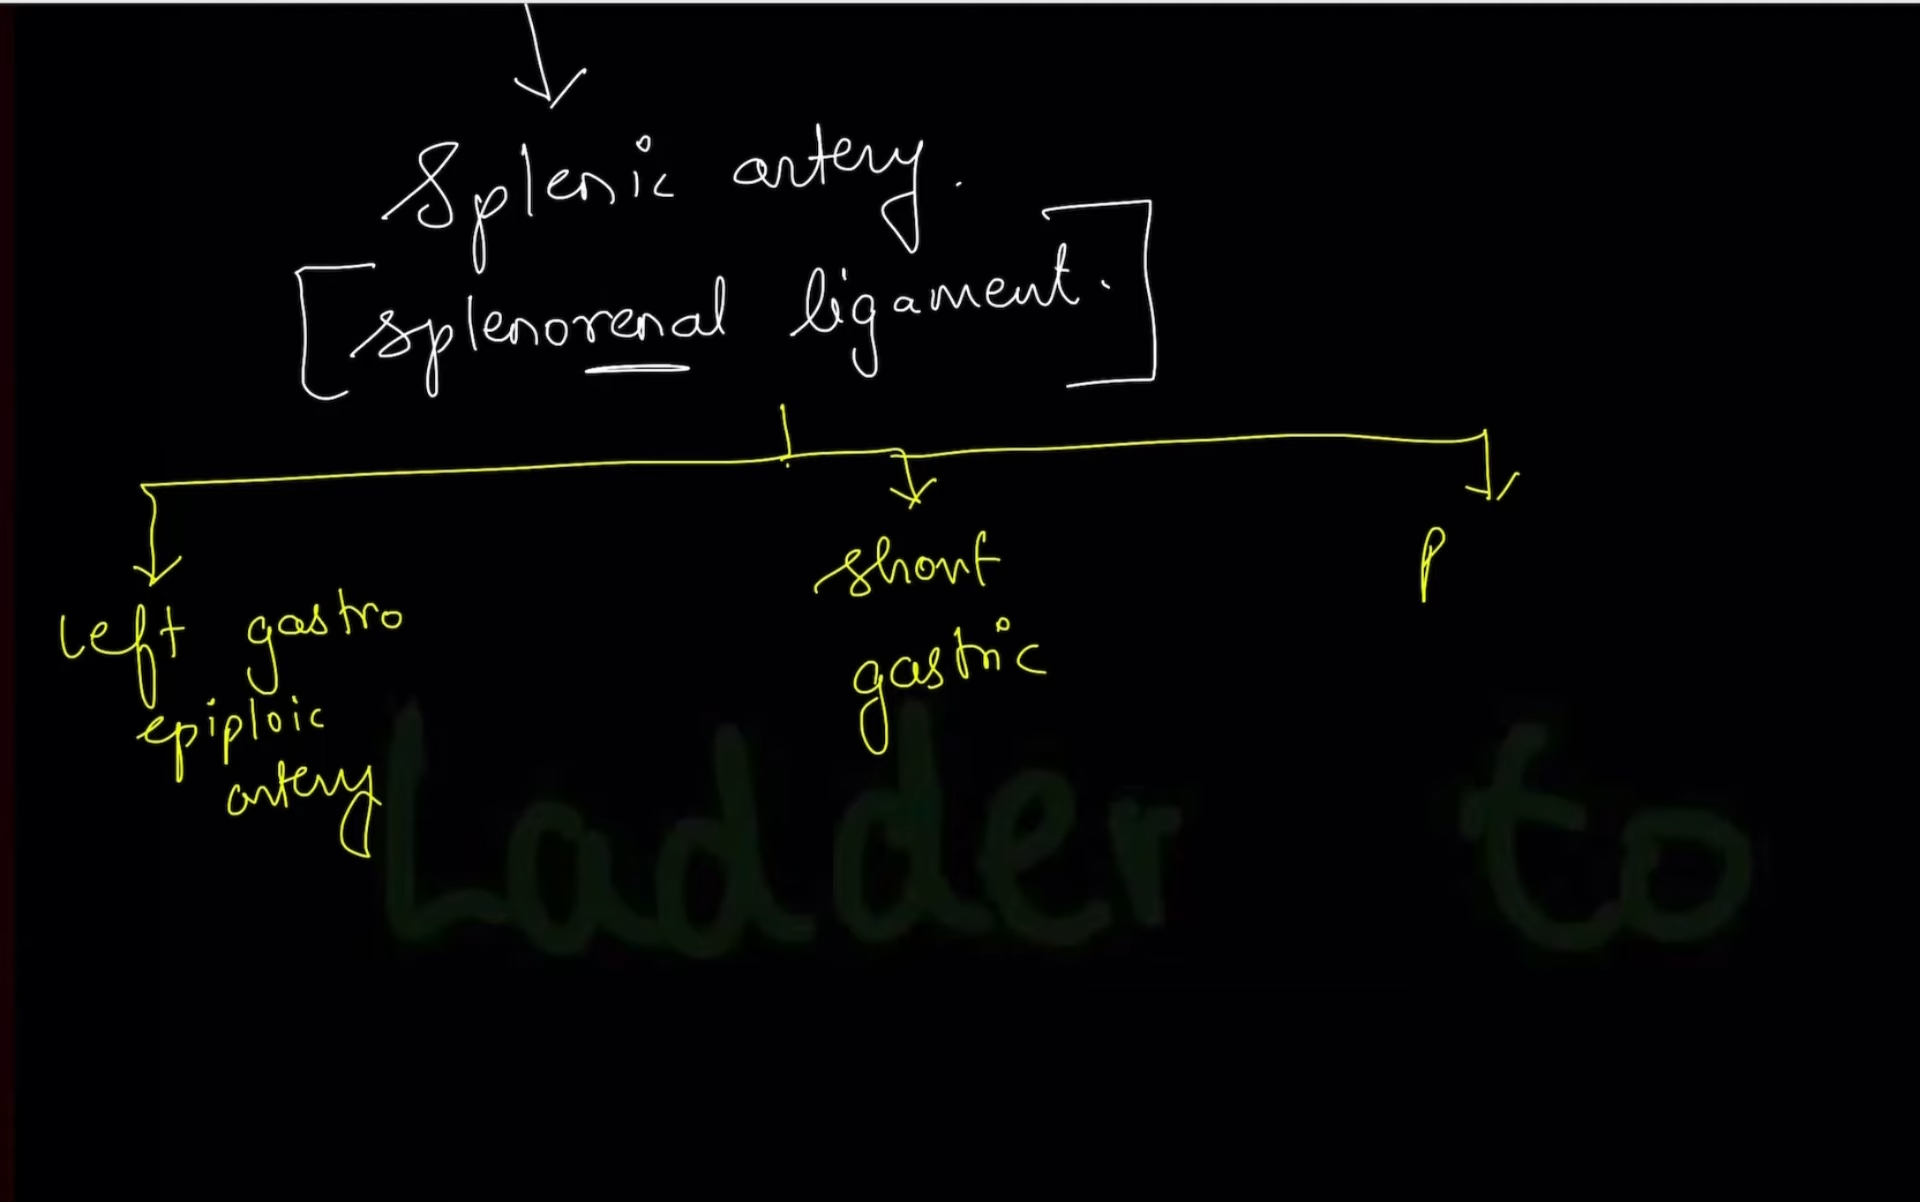 Splenic artery.
[splenorenal ligament.]
left gastro
epiploic
artery
short
gastric
P
Ladder to